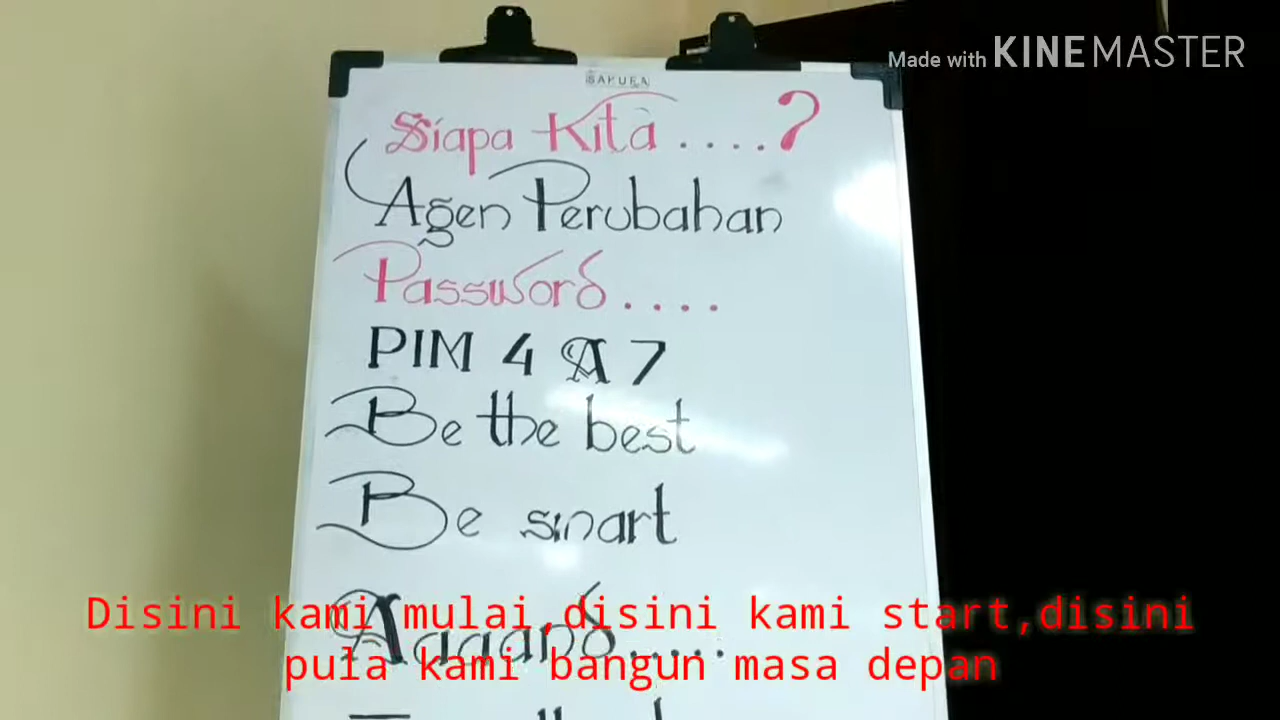 Made with KINEMASTER
SAKURA
Siapa Kita ....?
Agen Perubahan
Password....
PIM 4 A 7
Be the best
Be smart
Aaaand.....
Disini kami mulai,disini kami start,disini
pula kami bangun masa depan